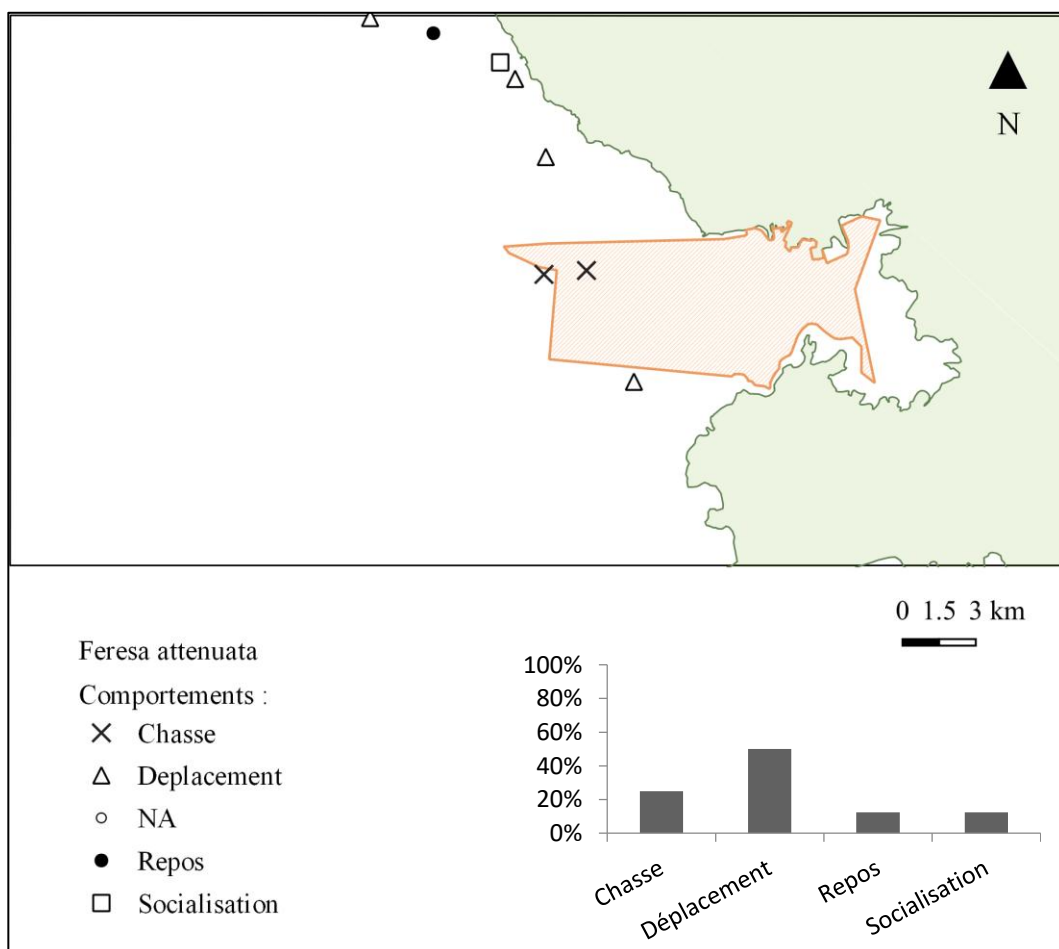 N
0 1.5 3 km
Feresa attenuata
Comportements :
Chasse
Deplacement
NA
Repos
Socialisation
100%
80%
60%
40%
20%
0%
Chasse
Déplacement
Repos
Socialisation